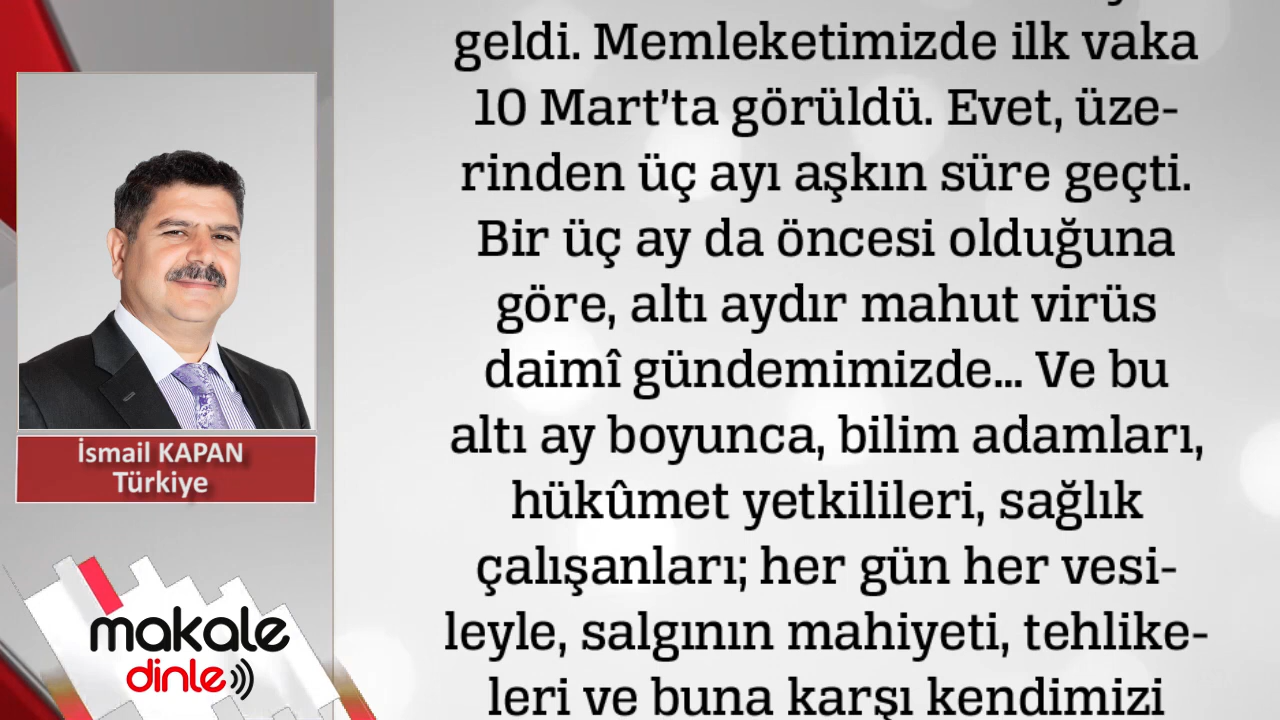 geldi. Memleketimizde ilk vaka
10 Mart'ta görüldü. Evet, üze-
rinden üç ayı aşkın süre geçti.
Bir üç ay da öncesi olduğuna
göre, altı aydır mahut virüs
daimî gündemimizde... Ve bu
altı ay boyunca, bilim adamları,
hükûmet yetkilileri, sağlık
çalışanları; her gün her vesi-
leyle, salgının mahiyeti, tehlike-
leri ve buna karşı kendimizi
İsmail KAPAN
Türkiye
makale
dinle